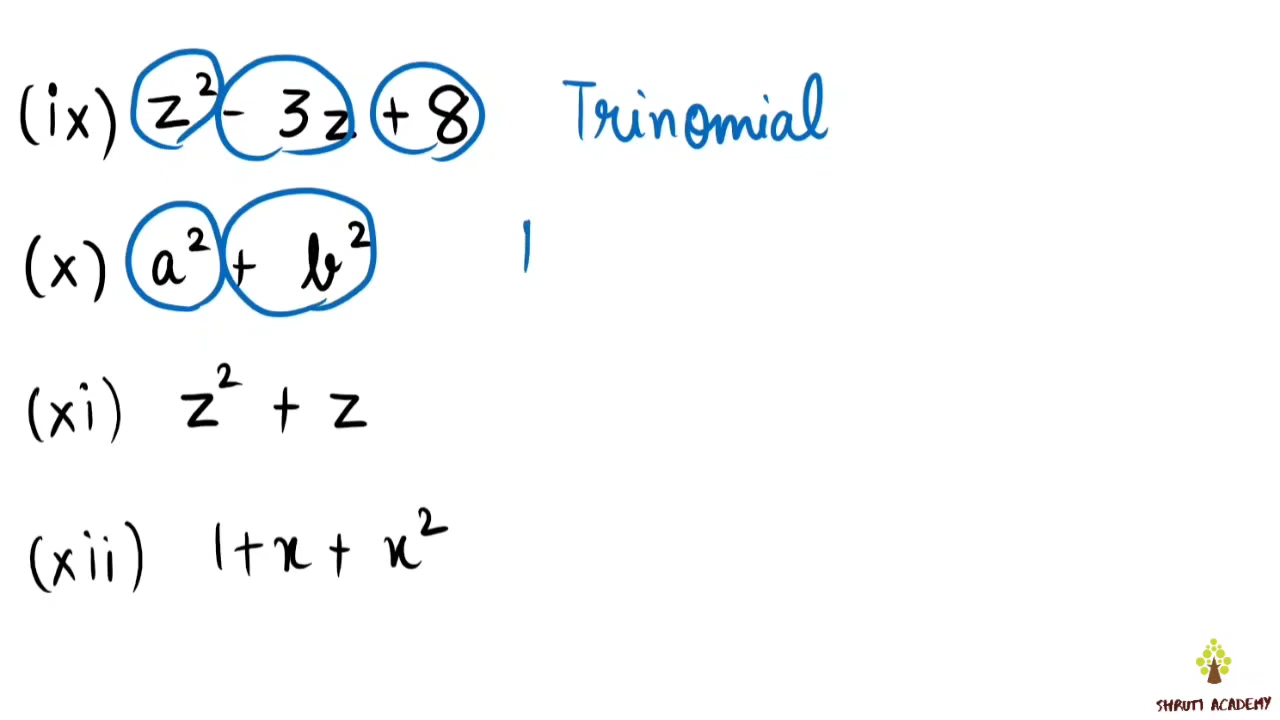 (ix) z² - 3z + 8 Trinomial
(x) a² + b²
(xi) z² + z
(xii) 1+x + x²
SHRUTI ACADEMY